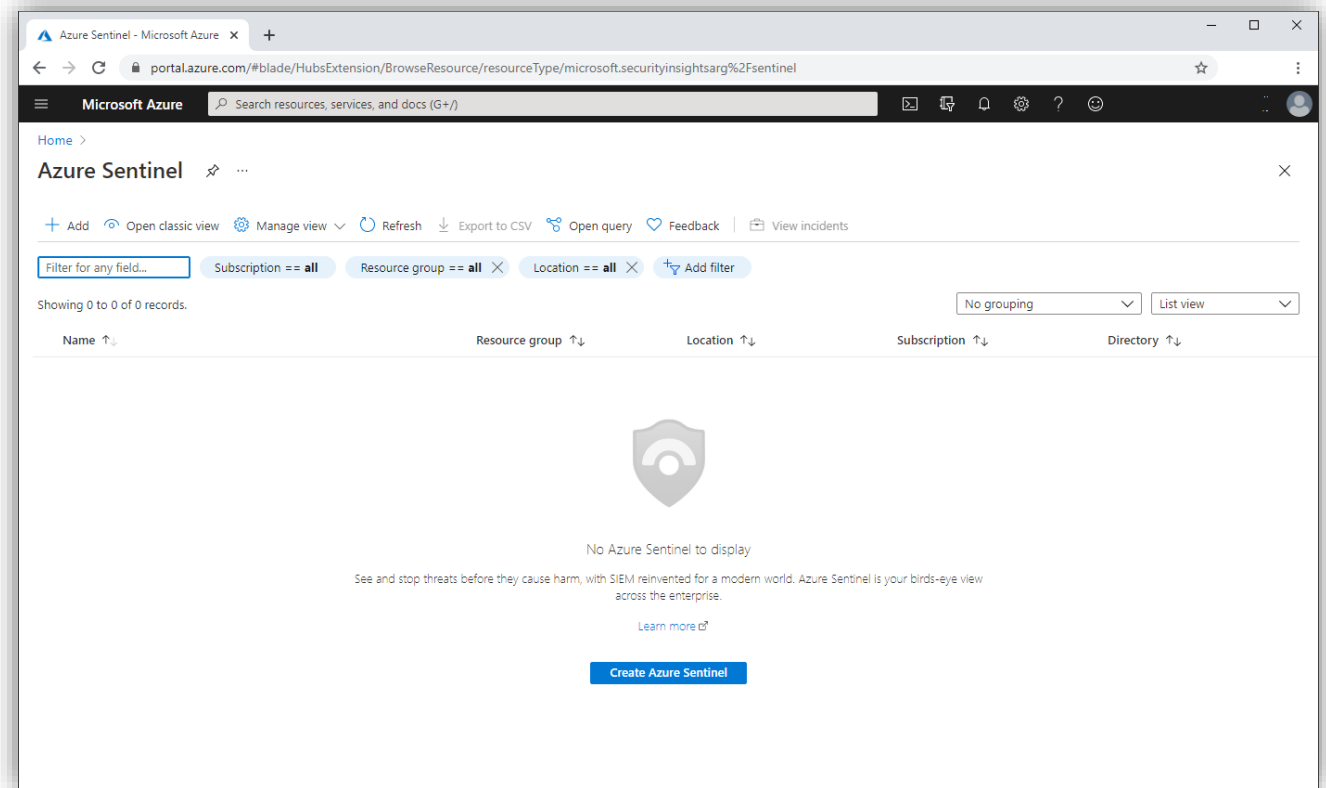 Azure Sentinel - Microsoft Azure
portal.azure.com/#blade/HubsExtension/BrowseResource/resourceType/microsoft.securityinsightsarg%2Fsentinel
Microsoft Azure Search resources, services, and docs (G+/)
Home >
Azure Sentinel ...
Add Open classic view Manage view Refresh Export to CSV Open query Feedback View incidents
Filter for any field... Subscription == all Resource group == all Location == all Add filter
Showing 0 to 0 of 0 records. No grouping List view
Name Resource group Location Subscription Directory
No Azure Sentinel to display
See and stop threats before they cause harm, with SIEM reinvented for a modern world. Azure Sentinel is your birds-eye view
across the enterprise.
Learn more
Create Azure Sentinel